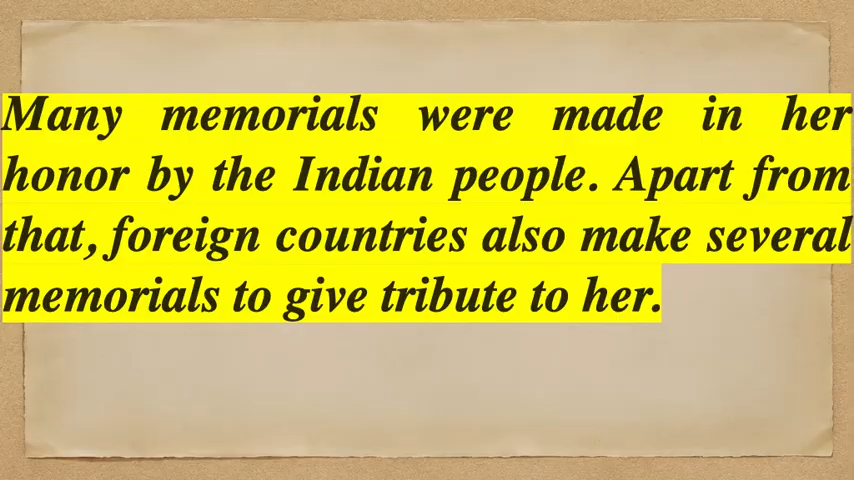 Many memorials were made in her
honor by the Indian people. Apart from
that, foreign countries also make several
memorials to give tribute to her.